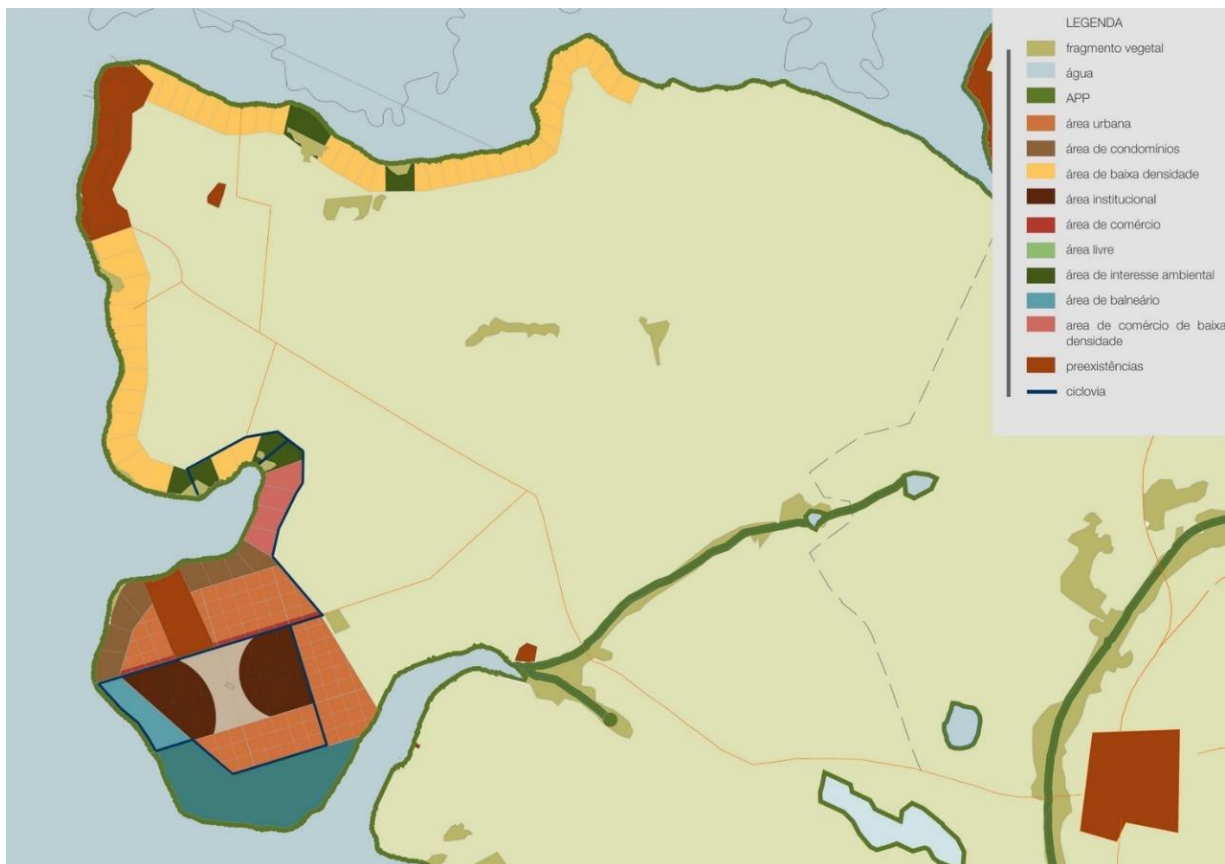 LEGENDA
fragmento vegetal
água
APP
área urbana
área de condomínios
área de baixa densidade
área institucional
área de comércio
área livre
área de interesse ambiental
área de balneário
area de comércio de baixa
densidade
preexistências
ciclovia